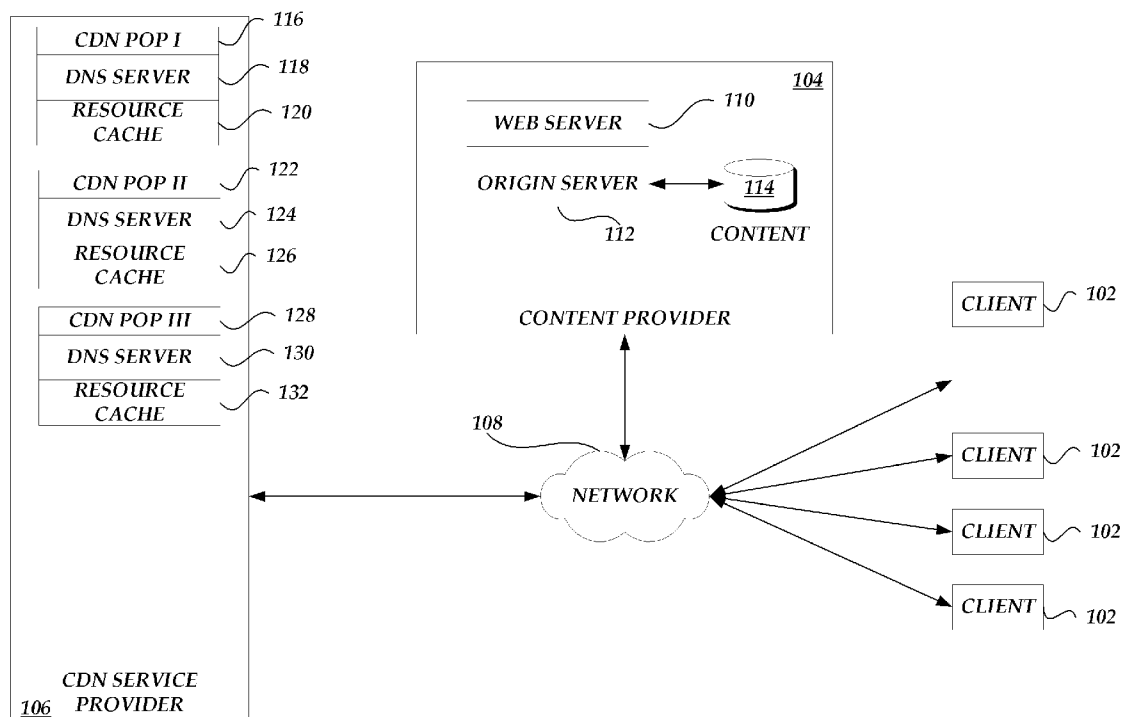 CDN POP I
116
DNS SERVER
118
RESOURCE
CACHE
120
CDN POP II
122
DNS SERVER
124
RESOURCE
CACHE
126
CDN POP III
128
DNS SERVER
130
RESOURCE
CACHE
132
CDN SERVICE
PROVIDER
106
104
WEB SERVER
110
ORIGIN SERVER
112
114
CONTENT
CONTENT PROVIDER
108
NETWORK
CLIENT
102
CLIENT
102
CLIENT
102
CLIENT
102